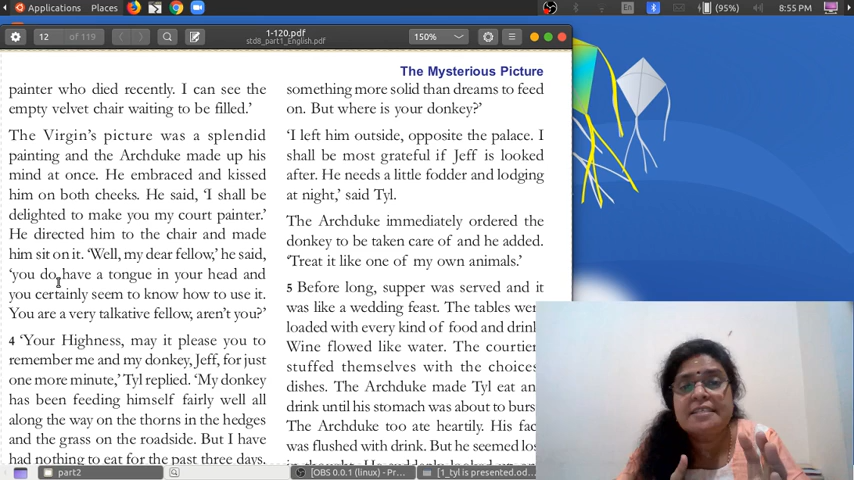 Applications Places En (95%) 8:55 PM
12 of 119 1-120.pdf 150%
std8_part1_English.pdf
The Mysterious Picture
painter who died recently. I can see the
empty velvet chair waiting to be filled.’
The Virgin’s picture was a splendid
painting and the Archduke made up his
mind at once. He embraced and kissed
him on both cheeks. He said, ‘I shall be
delighted to make you my court painter.’
He directed him to the chair and made
him sit on it. ‘Well, my dear fellow,’ he said,
‘you do have a tongue in your head and
you certainly seem to know how to use it.
You are a very talkative fellow, aren’t you?’
4 ‘Your Highness, may it please you to
remember me and my donkey, Jeff, for just
one more minute,’ Tyl replied. ‘My donkey
has been feeding himself fairly well all
along the way on the thorns in the hedges
and the grass on the roadside. But I have
had nothing to eat for the past three days.
something more solid than dreams to feed
on. But where is your donkey?’
‘I left him outside, opposite the palace. I
shall be most grateful if Jeff is looked
after. He needs a little fodder and lodging
at night,’ said Tyl.
The Archduke immediately ordered the
donkey to be taken care of and he added.
‘Treat it like one of my own animals.’
5 Before long, supper was served and it
was like a wedding feast. The tables wer
loaded with every kind of food and drink
Wine flowed like water. The courtier
stuffed themselves with the choices
dishes. The Archduke made Tyl eat an
drink until his stomach was about to burs
The Archduke too ate heartily. His fac
was flushed with drink. But he seemed los
part2 [OBS 0.0.1 (linux) - Pr... [1_tyl is presented.od...